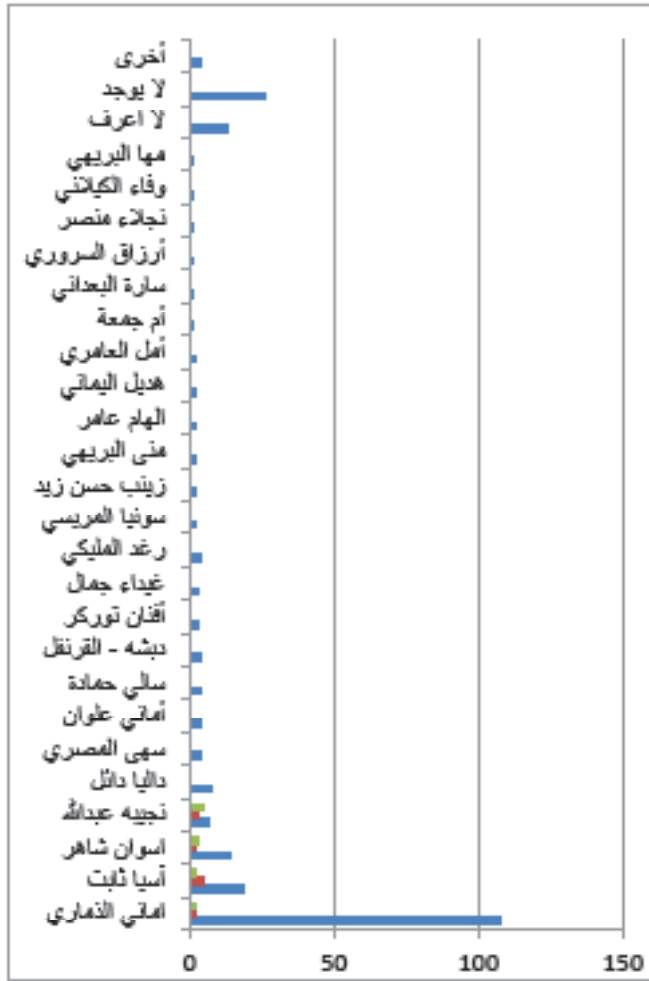 أخرى
لا يوجد
لا اعرف
مها البريهي
وفاء الكيلاني
نجلاء منصر
أرزاق السروري
سارة البعداني
أم جمعة
أمل العامري
هديل اليماني
الهام عامر
منى البريهي
زينب حسن زيد
سونيا المريسي
رغد المليكي
غيداء جمال
أفنان توركر
دبشه - القرنقل
سالي حمادة
أماني علوان
سهى المصري
داليا دائل
نجيبه عبدالله
اسوان شاهر
أسيا ثابت
اماني الذماري
0 50 100 150